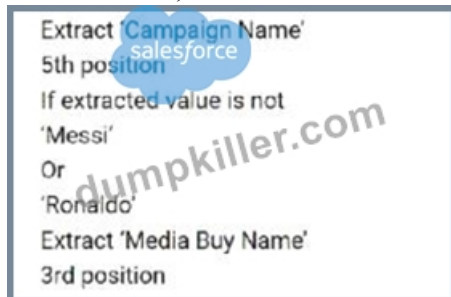 Extract 'Campaign Name'
salesforce
5th position
If extracted value is not
'Messi'
Or
'Ronaldo'
Extract 'Media Buy Name'
3rd position
dumpkiller.com